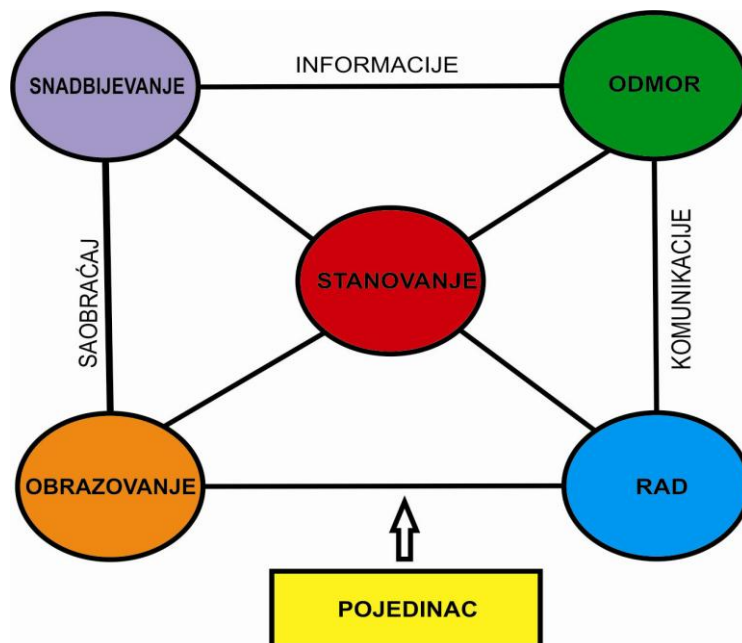 INFORMACIJE
SNADBIJEVANJE
ODMOR
SAOBRAĆAJ
KOMUNIKACIJE
STANOVANJE
OBRAZOVANJE
RAD
POJEDINAC